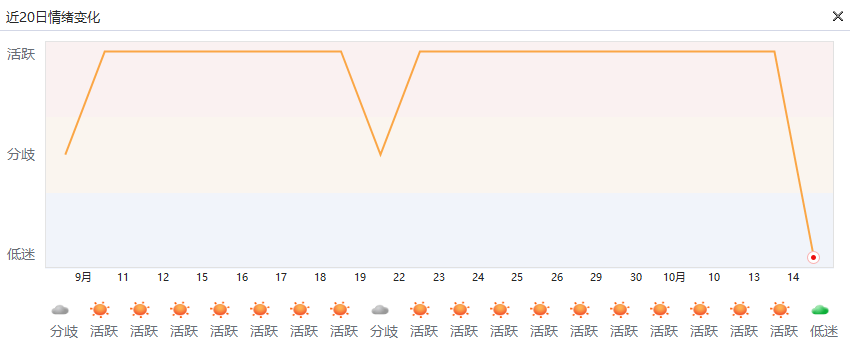 近20日情绪变化
活跃
分歧
低迷
9月 11 12 15 16 17 18 19 22 23 24 25 26 29 30 10月 10 13 14
分歧 活跃 活跃 活跃 活跃 活跃 活跃 活跃 分歧 活跃 活跃 活跃 活跃 活跃 活跃 活跃 活跃 活跃 活跃 低迷